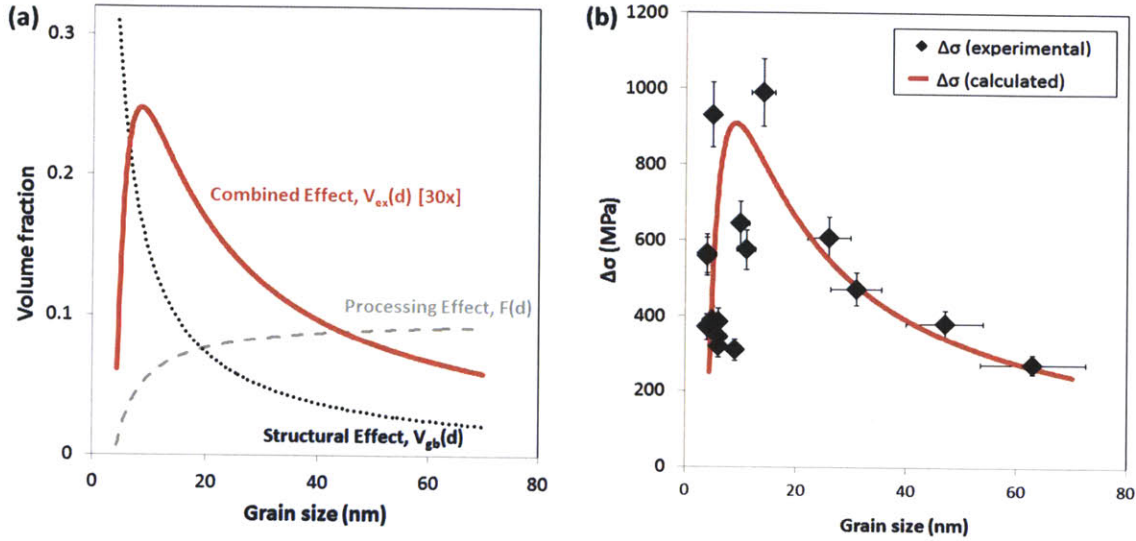 (a)
0.3
0.2
0.1
0
Volume fraction
Combined Effect, V_ex(d) [30x]
Processing Effect, F(d)
Structural Effect, V_gb(d)
0 20 40 60 80
Grain size (nm)
(b)
1200
1000
800
600
400
200
0
Δσ (MPa)
Δσ (experimental)
Δσ (calculated)
0 20 40 60 80
Grain size (nm)